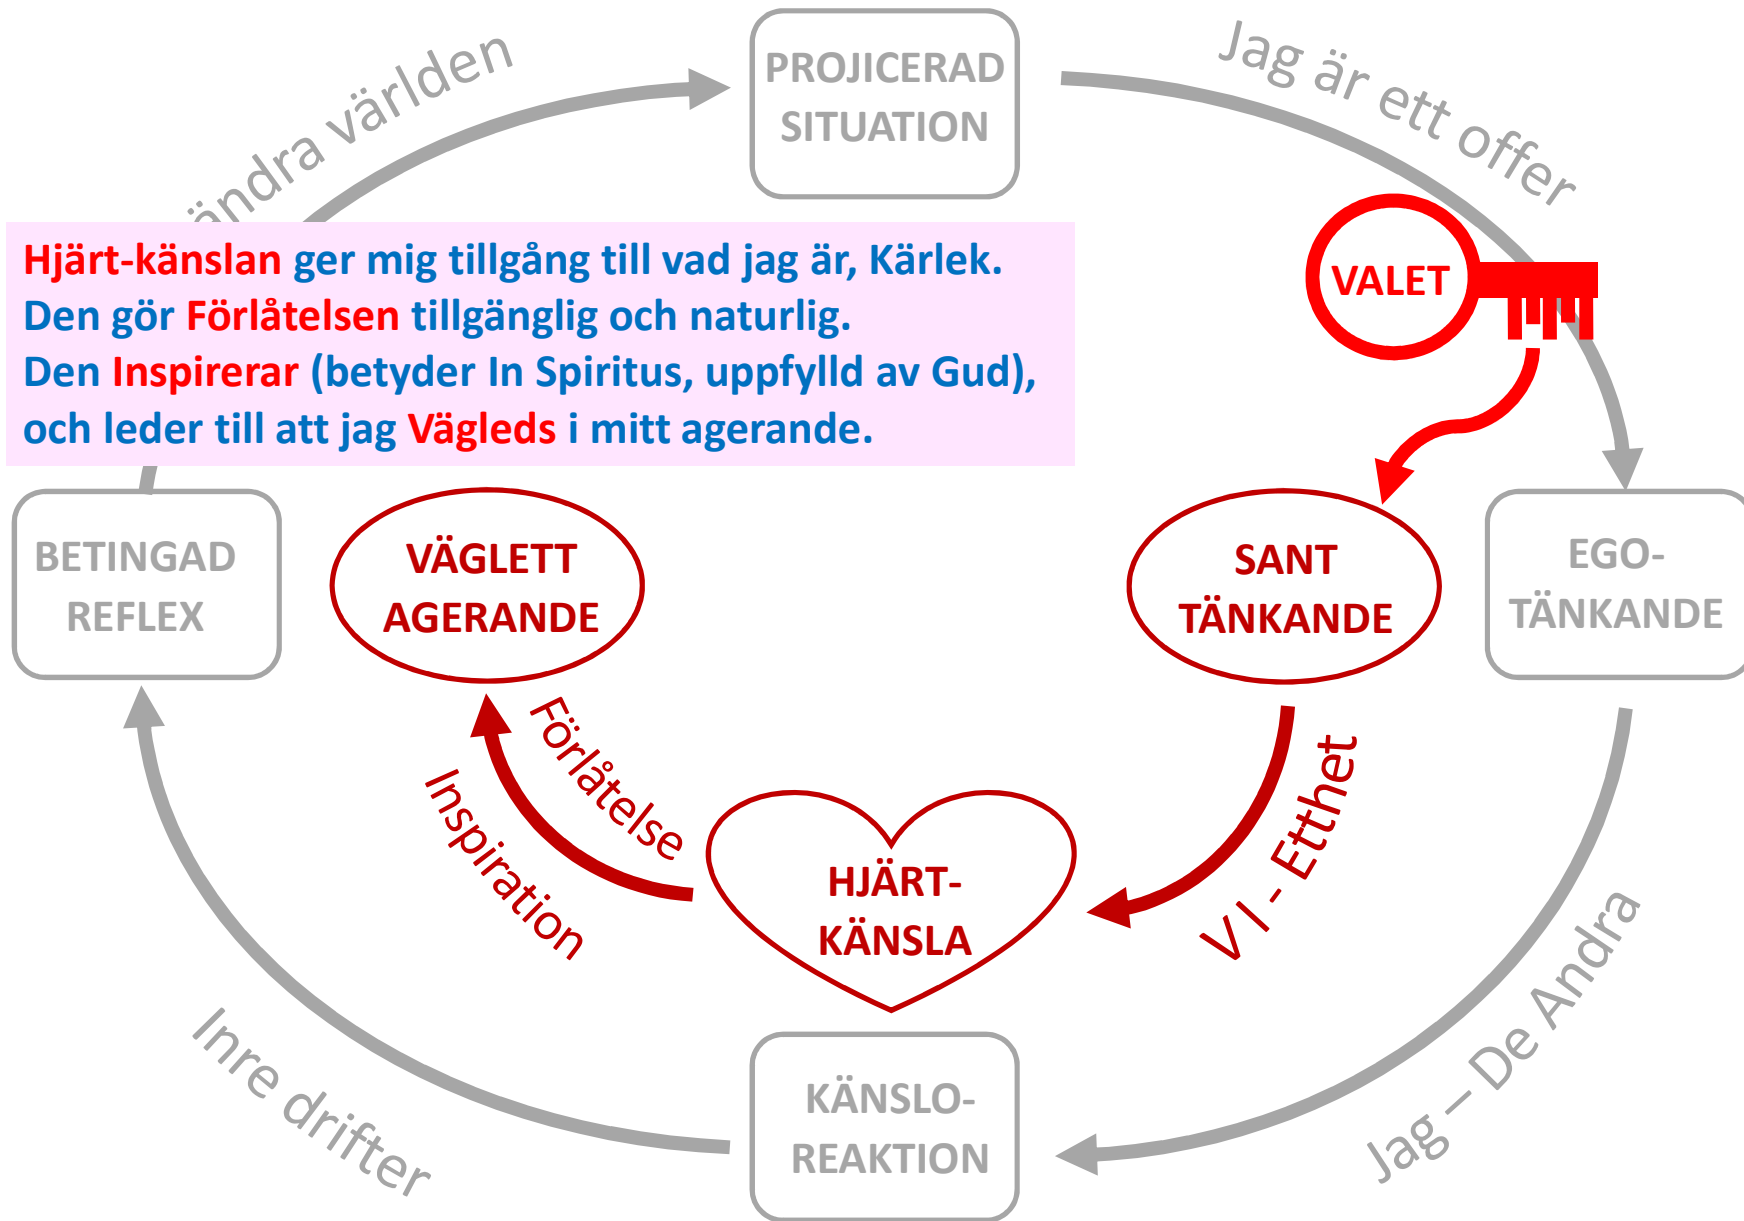 PROJICERAD
SITUATION
Jag är ett offer
ändra världen
Hjärt-känslan ger mig tillgång till vad jag är, Kärlek.
Den gör Förlåtelsen tillgänglig och naturlig.
Den Inspirerar (betyder In Spiritus, uppfylld av Gud),
och leder till att jag Vägleds i mitt agerande.
VALET
BETINGAD
REFLEX
VÄGLETT
AGERANDE
SANT
TÄNKANDE
EGO-
TÄNKANDE
Förlåtelse
Inspiration
HJÄRT-
KÄNSLA
V I - Etthet
Inre drifter
KÄNSLO-
REAKTION
Jag – De Andra